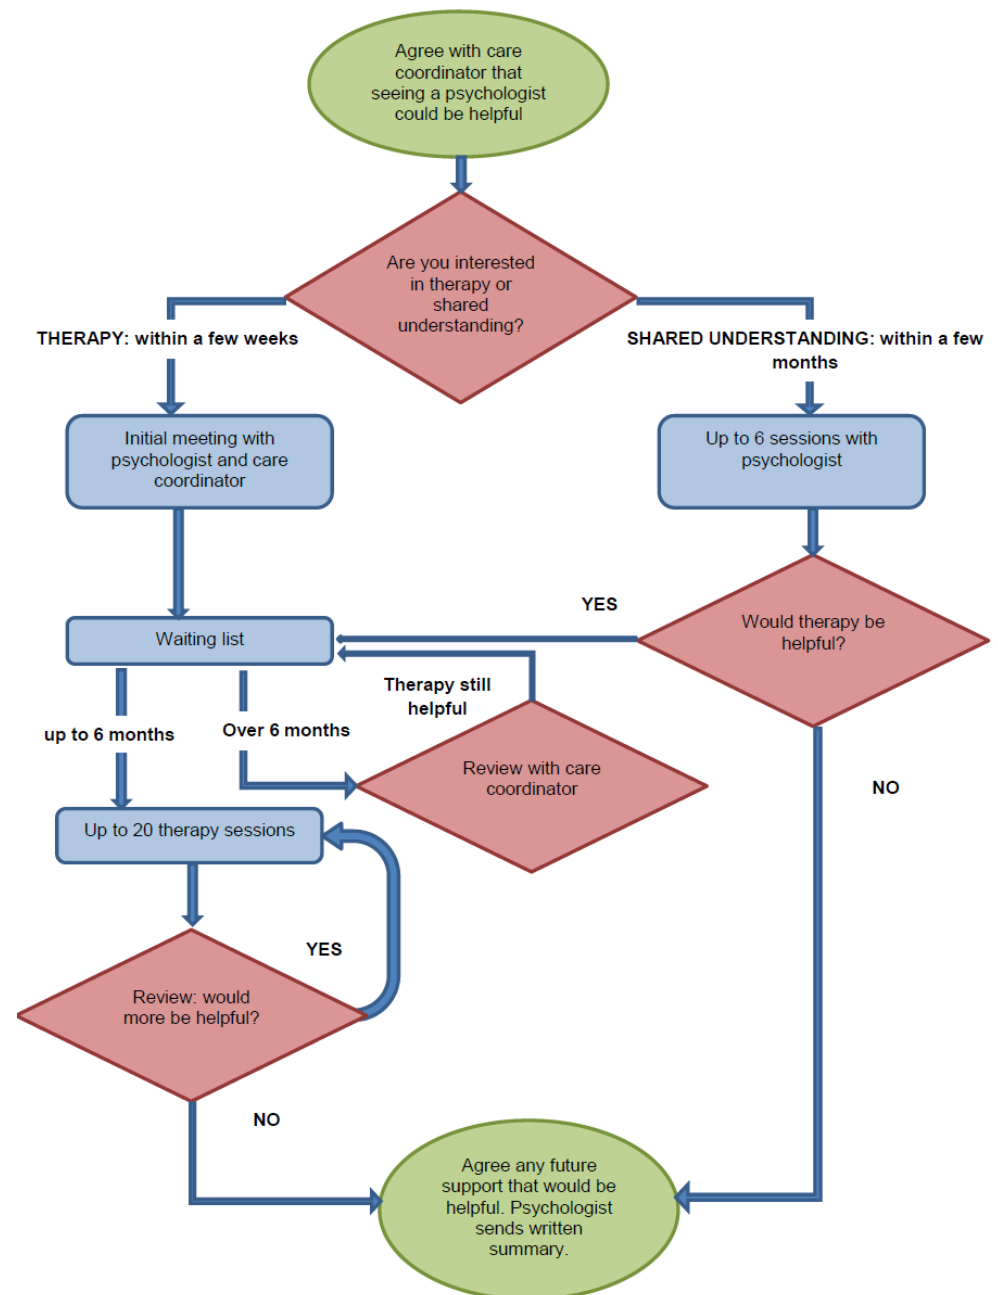 Agree with care
coordinator that
seeing a psychologist
could be helpful
Are you interested
in therapy or
shared
understanding?
THERAPY: within a few weeks
SHARED UNDERSTANDING: within a few
months
Initial meeting with
psychologist and care
coordinator
Up to 6 sessions with
psychologist
YES
Would therapy be
helpful?
Waiting list
Therapy still
helpful
up to 6 months
Over 6 months
Review with care
coordinator
NO
Up to 20 therapy sessions
YES
Review: would
more be helpful?
NO
Agree any future
support that would be
helpful. Psychologist
sends written
summary.